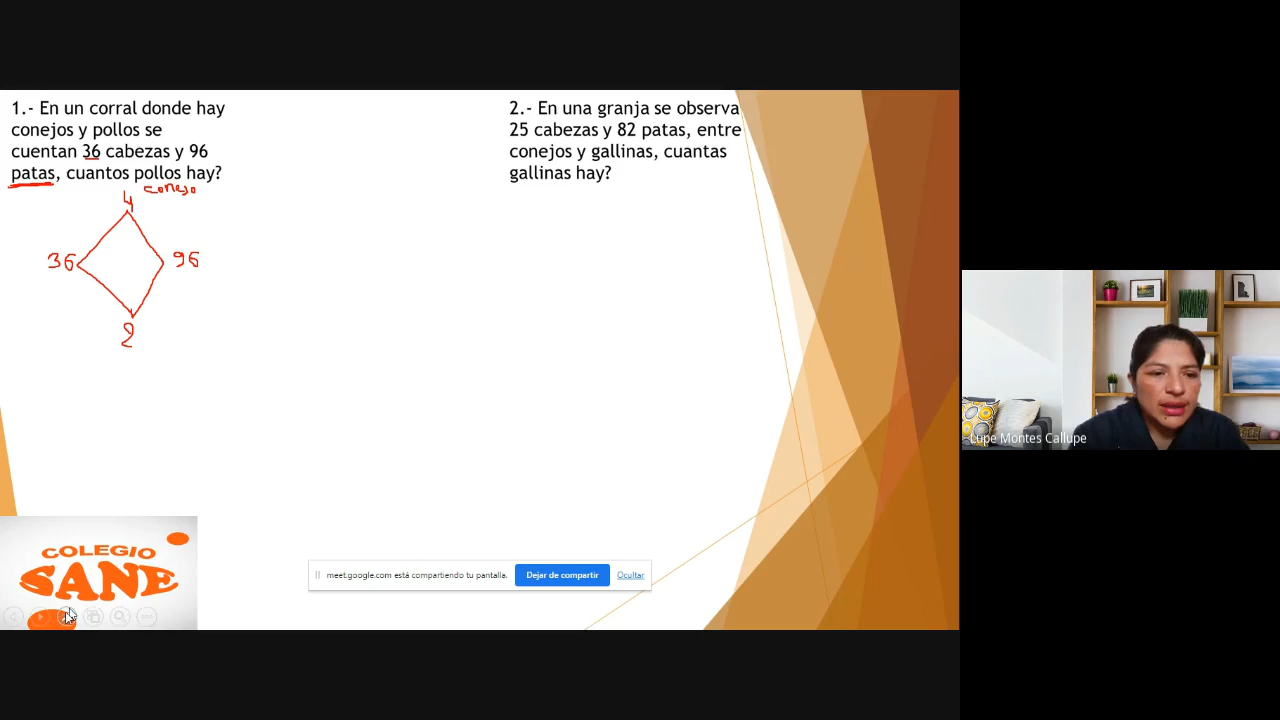 1.- En un corral donde hay
conejos y pollos se
cuentan 36 cabezas y 96
patas, cuantos pollos hay?
conejo
4
36
96
2
2.- En una granja se observa
25 cabezas y 82 patas, entre
conejos y gallinas, cuantas
gallinas hay?
COLEGIO
SANE
meet.google.com está compartiendo tu pantalla.
Dejar de compartir
Ocultar
Lupe Montes Callupe